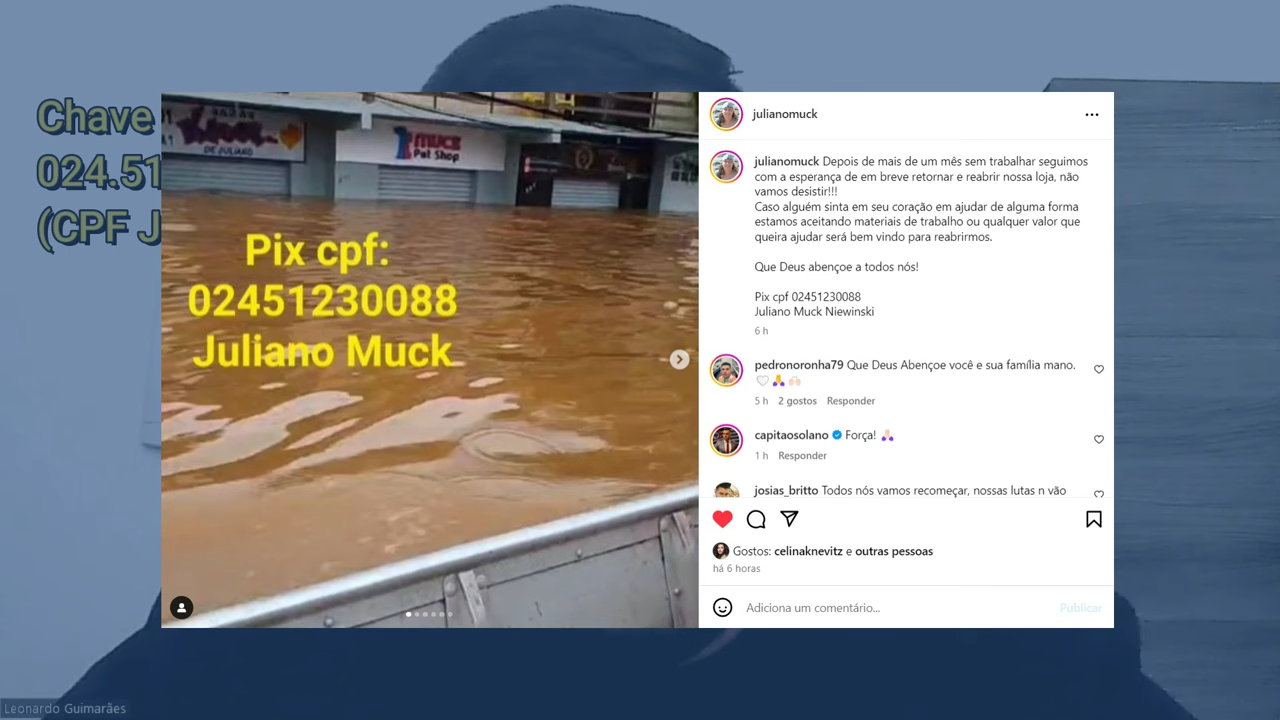 Chave
024.51
(CPF J
DE JULIANO
MUCK
Pet Shop
Pix cpf:
02451230088
Juliano Muck
julianomuck
julianomuck Depois de mais de um mês sem trabalhar seguimos
com a esperança de em breve retornar e reabrir nossa loja, não
vamos desistir!!!
Caso alguém sinta em seu coração em ajudar de alguma forma
estamos aceitando materiais de trabalho ou qualquer valor que
queira ajudar será bem vindo para reabrirmos.
Que Deus abençoe a todos nós!
Pix cpf 02451230088
Juliano Muck Niewinski
6 h
pedronoronha79 Que Deus Abençoe você e sua família mano.
🤍🙏🙌🏻
5 h 2 gostos Responder
capitaosolano Força! 🙏🏻
1 h Responder
josias_britto Todos nós vamos recomeçar, nossas lutas n vão
Gostos: celinaknevitz e outras pessoas
há 6 horas
Adiciona um comentário...
Publicar
Leonardo Guimarães